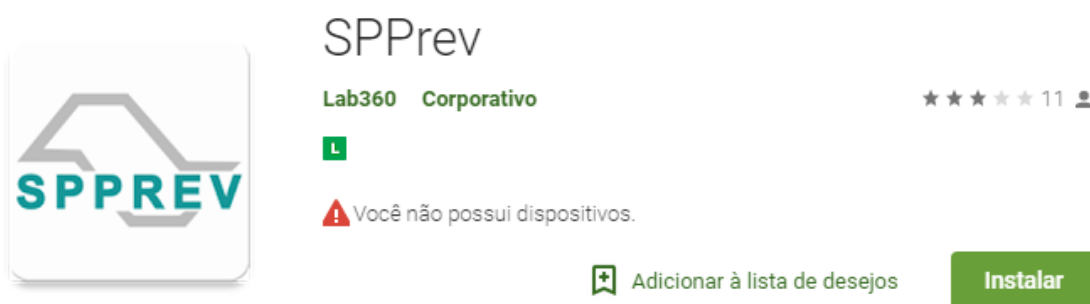 SPPrev
Lab360 Corporativo
11
L
SPPREV
Você não possui dispositivos.
Adicionar à lista de desejos
Instalar